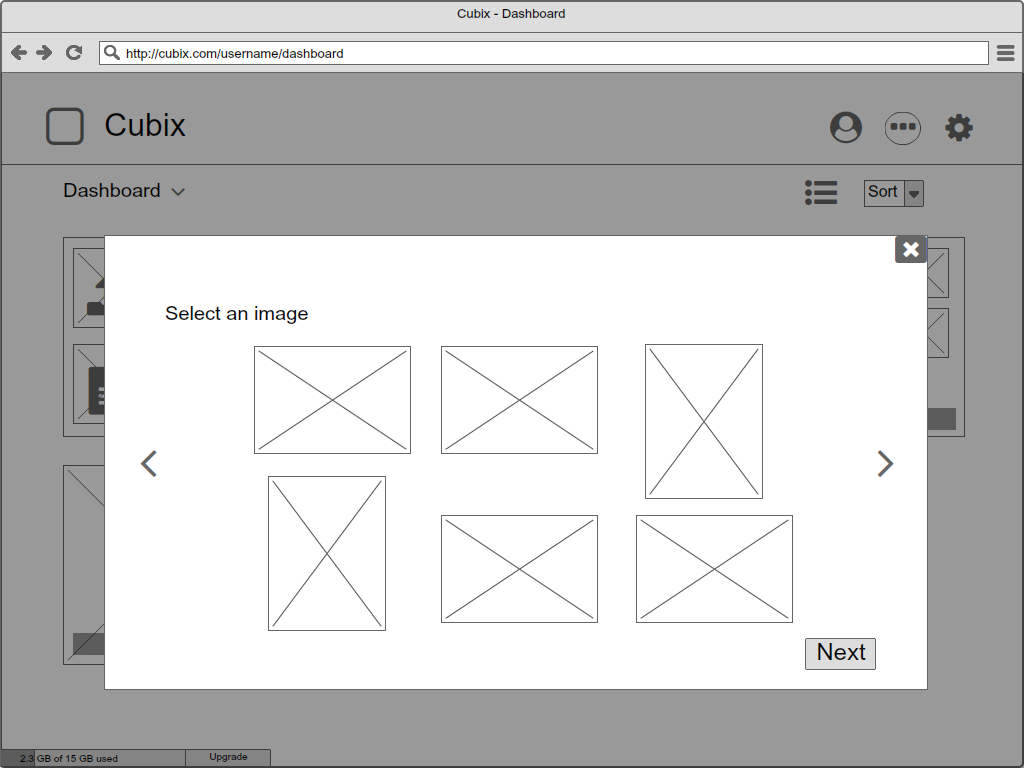 Cubix - Dashboard
http://cubix.com/username/dashboard
Cubix
Dashboard
Sort
Select an image
Next
2.3 GB of 15 GB used
Upgrade